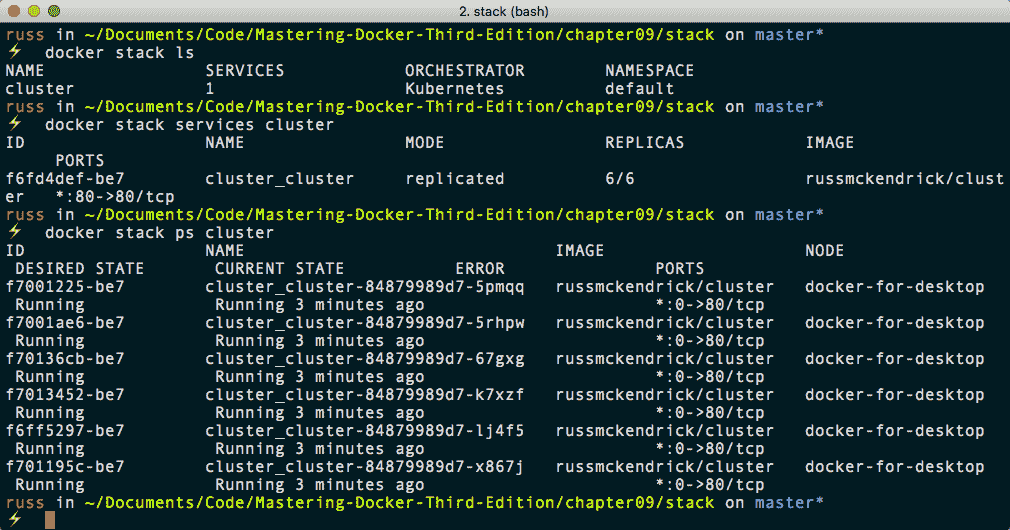 2. stack (bash)
russ in ~/Documents/Code/Mastering-Docker-Third-Edition/chapter09/stack on master*
⚡ docker stack ls
NAME SERVICES ORCHESTRATOR NAMESPACE
cluster 1 Kubernetes default
russ in ~/Documents/Code/Mastering-Docker-Third-Edition/chapter09/stack on master*
⚡ docker stack services cluster
ID NAME MODE REPLICAS IMAGE
PORTS
f6fd4def-be7 cluster_cluster replicated 6/6 russmckendrick/clust
er *:80->80/tcp
russ in ~/Documents/Code/Mastering-Docker-Third-Edition/chapter09/stack on master*
⚡ docker stack ps cluster
ID NAME IMAGE NODE
DESIRED STATE CURRENT STATE ERROR PORTS
f7001225-be7 cluster_cluster-84879989d7-5pmqq russmckendrick/cluster docker-for-desktop
Running Running 3 minutes ago *:0->80/tcp
f7001ae6-be7 cluster_cluster-84879989d7-5rhpw russmckendrick/cluster docker-for-desktop
Running Running 3 minutes ago *:0->80/tcp
f70136cb-be7 cluster_cluster-84879989d7-67gxg russmckendrick/cluster docker-for-desktop
Running Running 3 minutes ago *:0->80/tcp
f7013452-be7 cluster_cluster-84879989d7-k7xzf russmckendrick/cluster docker-for-desktop
Running Running 3 minutes ago *:0->80/tcp
f6ff5297-be7 cluster_cluster-84879989d7-lj4f5 russmckendrick/cluster docker-for-desktop
Running Running 3 minutes ago *:0->80/tcp
f701195c-be7 cluster_cluster-84879989d7-x867j russmckendrick/cluster docker-for-desktop
Running Running 3 minutes ago *:0->80/tcp
russ in ~/Documents/Code/Mastering-Docker-Third-Edition/chapter09/stack on master*
⚡